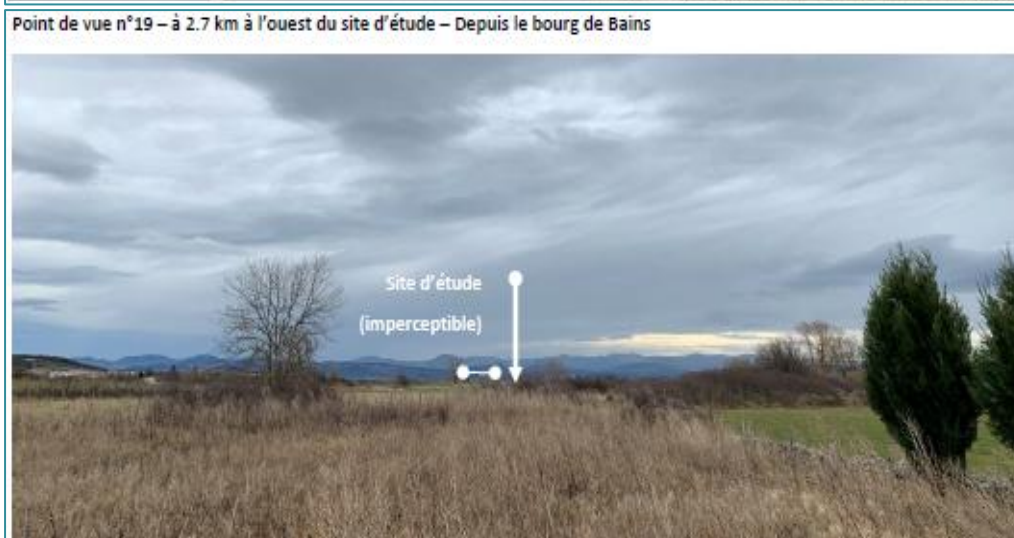 Point de vue n°19 – à 2.7 km à l’ouest du site d’étude – Depuis le bourg de Bains
Site d’étude
(imperceptible)